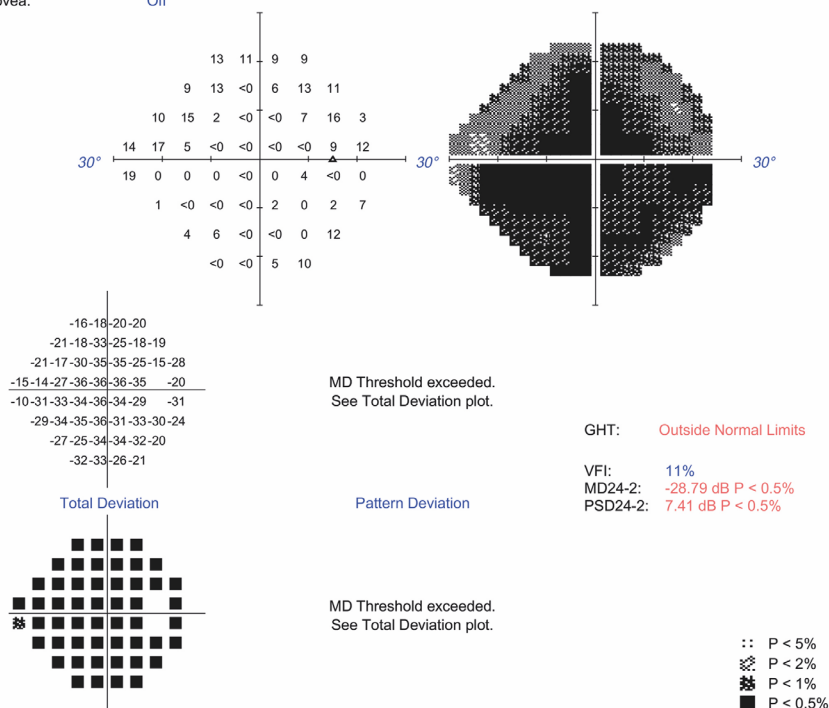 Off
13 11 9 9
9 13 <0 6 13 11
10 15 2 <0 <0 7 16 3
14 17 5 <0 <0 <0 <0 9 12
30° 30° 30°
19 0 0 0 <0 0 4 <0 0
1 <0 <0 <0 2 0 2 7
4 6 <0 <0 0 12
<0 <0 5 10
-16 -18 -20 -20
-21 -18 -33 -25 -18 -19
-21 -17 -30 -35 -35 -25 -15 -28
-15 -14 -27 -36 -36 -36 -35 -20
-10 -31 -33 -34 -36 -34 -29 -31
-29 -34 -35 -36 -31 -33 -30 -24
-27 -25 -34 -34 -32 -20
-32 -33 -26 -21
MD Threshold exceeded.
See Total Deviation plot.
GHT: Outside Normal Limits
VFI: 11%
MD24-2: -28.79 dB P < 0.5%
PSD24-2: 7.41 dB P < 0.5%
Total Deviation
Pattern Deviation
MD Threshold exceeded.
See Total Deviation plot.
P < 5%
P < 2%
P < 1%
P < 0.5%